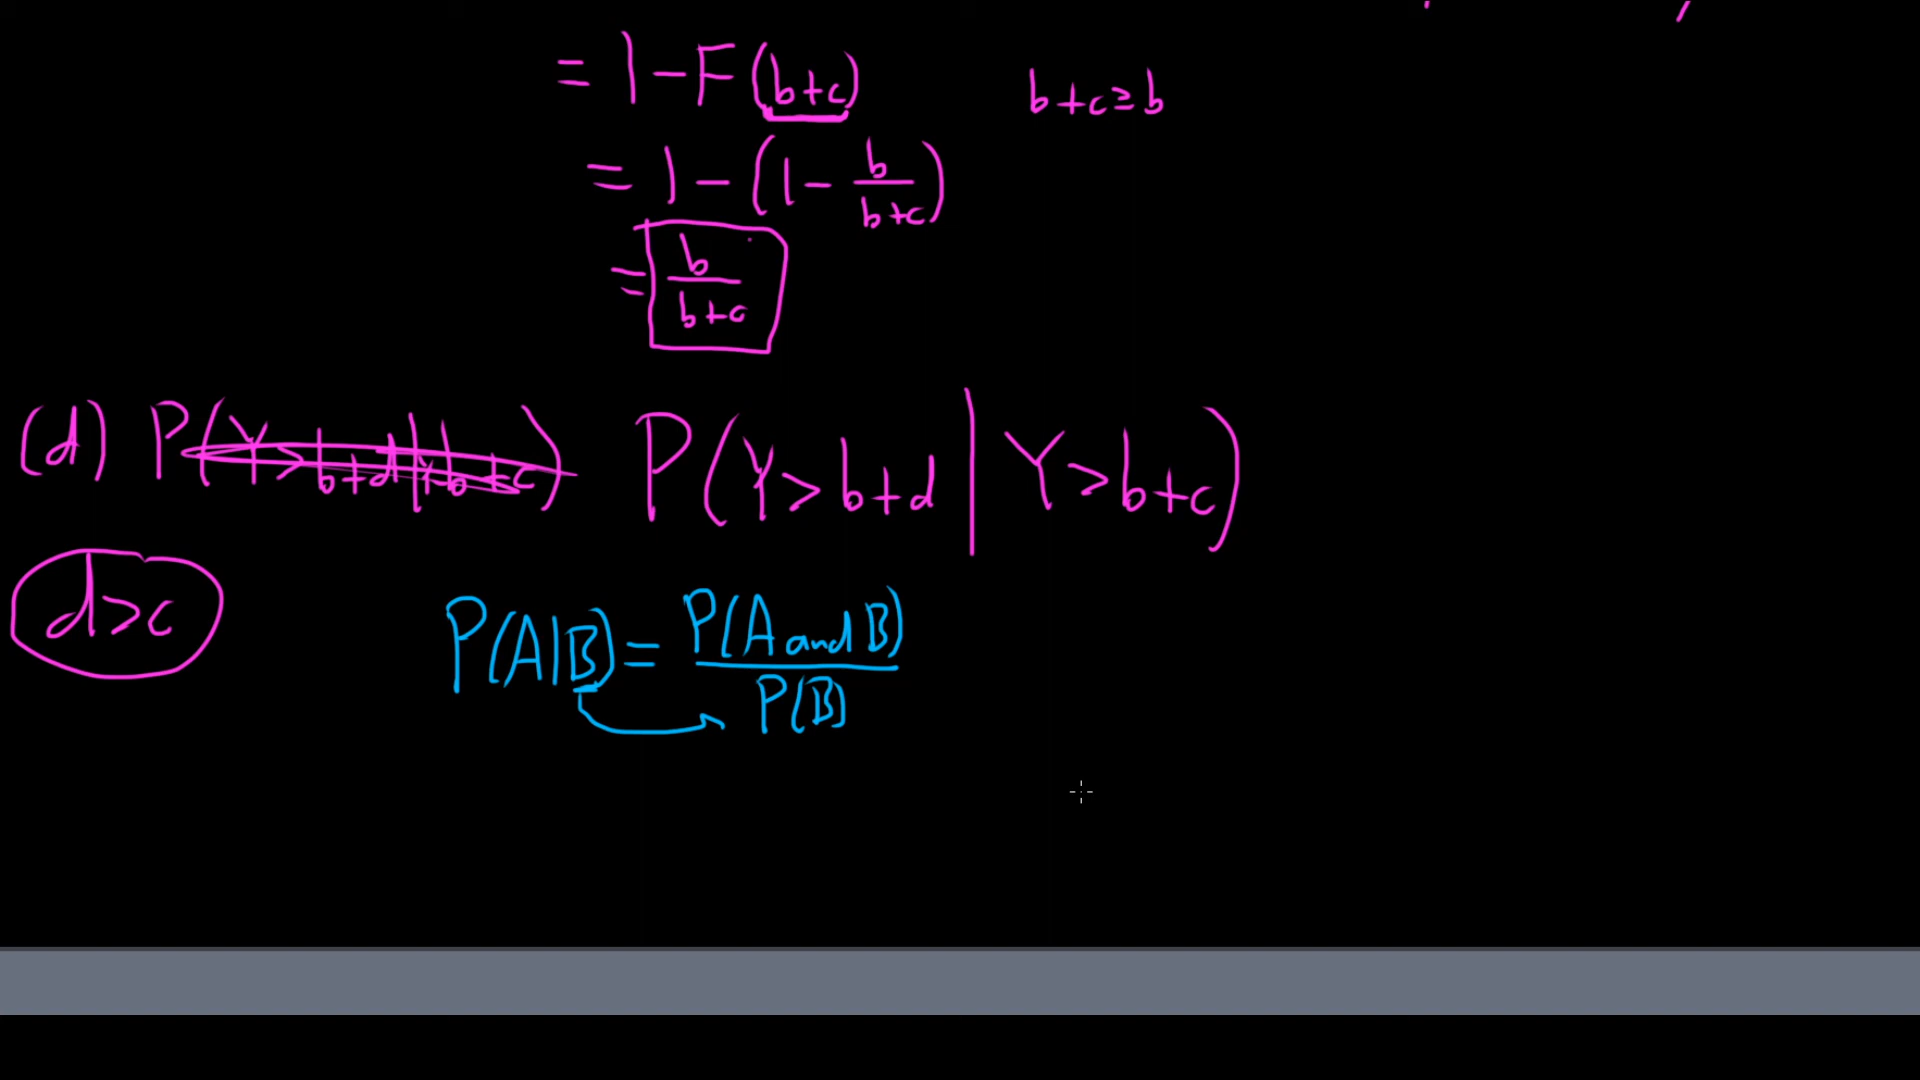 = 1 - F(b+c)
b+c ≥ b
= 1 - (1 - b/(b+c))
= b/(b+c)
(d) P(Y > b+d | Y > b+c)
d > c
P(A|B) = P(A and B)/P(B)